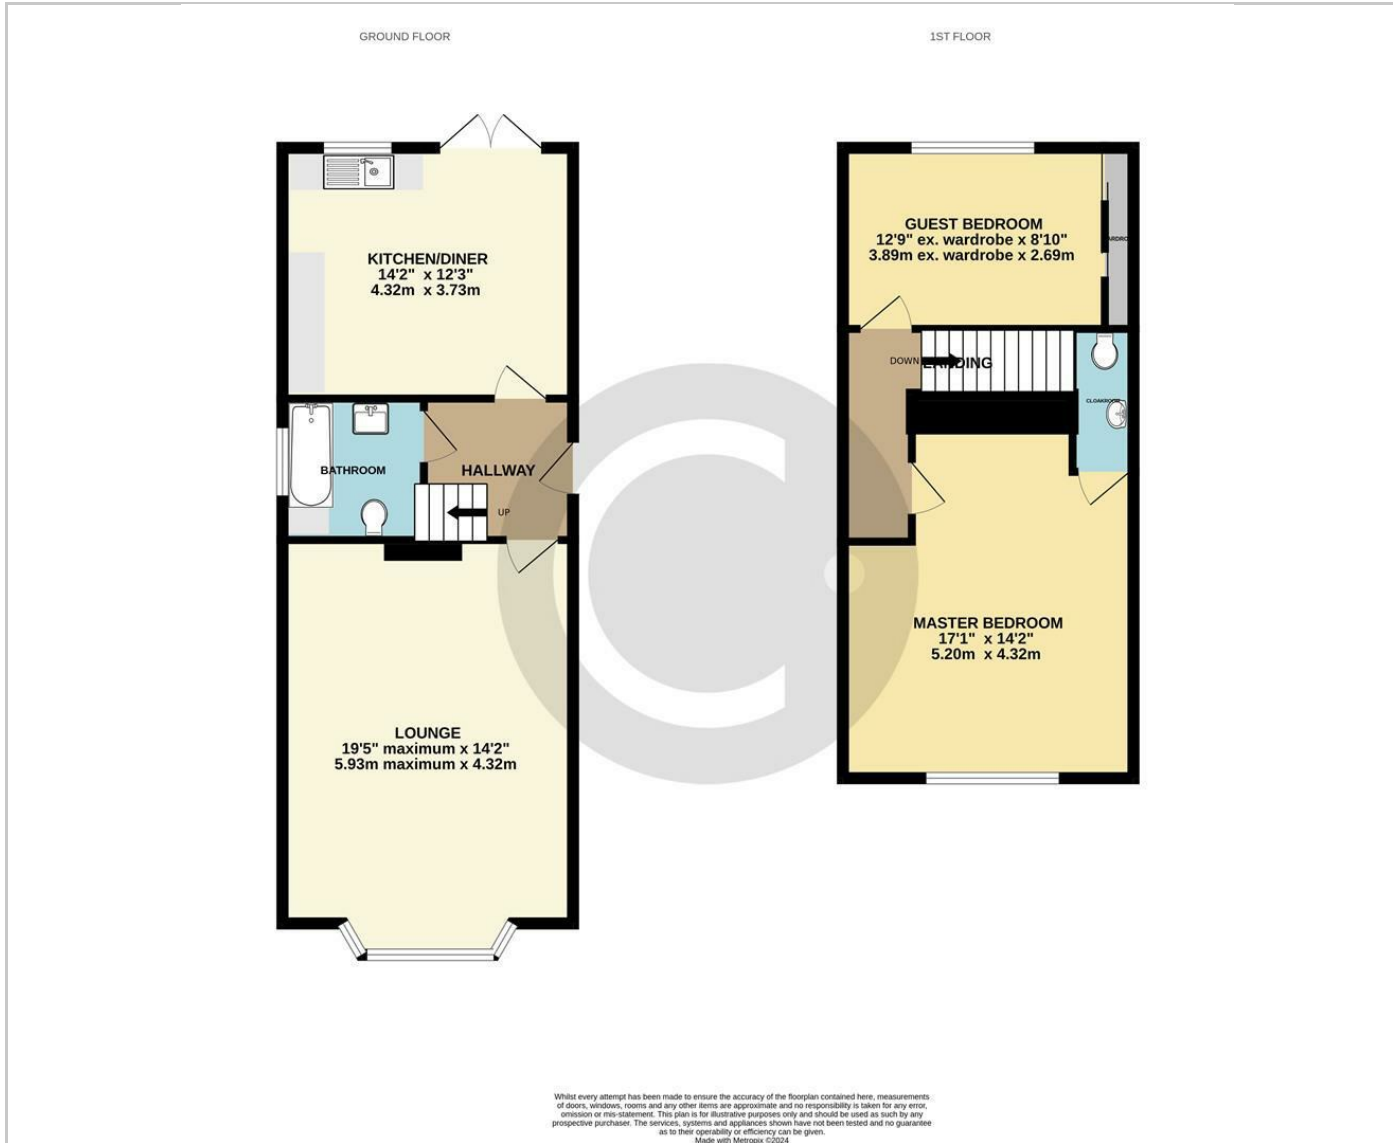 GROUND FLOOR
1ST FLOOR
KITCHEN/DINER
14'2" x 12'3"
4.32m x 3.73m
BATHROOM
HALLWAY
UP
LOUNGE
19'5" maximum x 14'2"
5.93m maximum x 4.32m
GUEST BEDROOM
12'9" ex. wardrobe x 8'10"
3.89m ex. wardrobe x 2.69m
DOWN
LANDING
CLOAKROOM
MASTER BEDROOM
17'1" x 14'2"
5.20m x 4.32m
Whilst every attempt has been made to ensure the accuracy of the floorplan contained here, measurements
of doors, windows, rooms and any other items are approximate and no responsibility is taken for any error,
omission or mis-statement. This plan is for illustrative purposes only and should be used as such by any
prospective purchaser. The services, systems and appliances shown have not been tested and no guarantee
as to their operability or efficiency can be given.
Made with Metropix ©2024